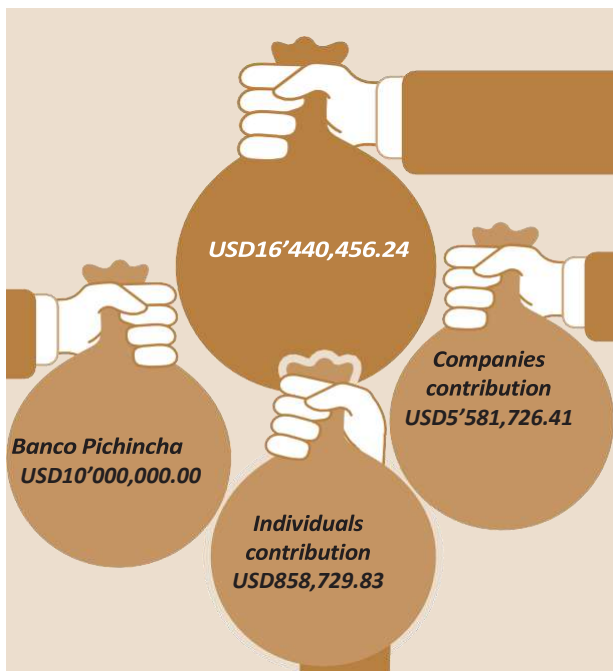 USD16’440,456.24
Companies
contribution
USD5’581,726.41
Banco Pichincha
USD10’000,000.00
Individuals
contribution
USD858,729.83